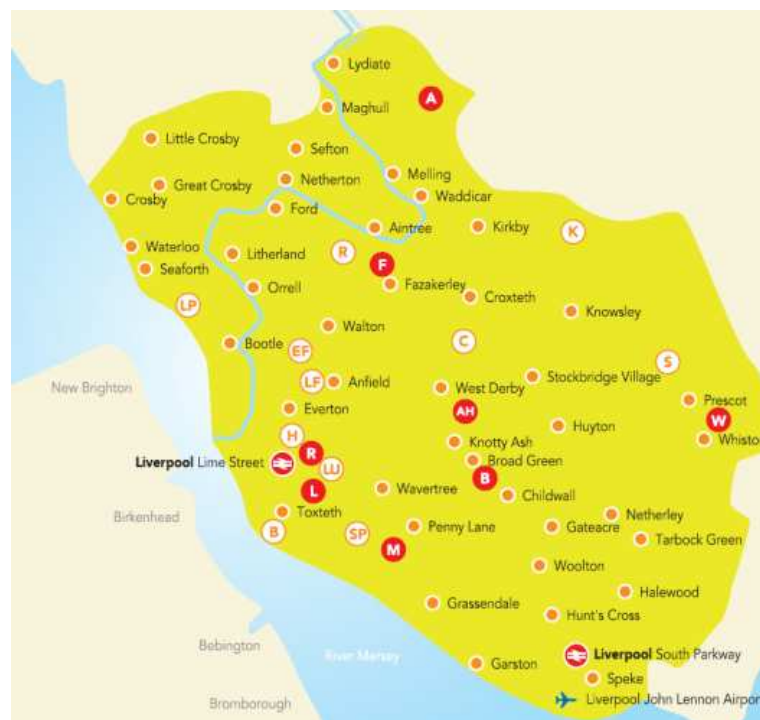 Lydiate
A
Maghull
Little Crosby
Sefton
Melling
Netherton
Great Crosby
Waddicar
Crosby
Ford
Aintree
Kirkby
K
Waterloo
Litherland
R
F
Seaforth
Fazakerley
Orrell
Croxteth
LP
Knowsley
Walton
Bootle
EF
C
S
Stockbridge Village
New Brighton
LF
Anfield
West Derby
Prescot
Everton
AH
W
Huyton
H
Knotty Ash
Whisto
R
Liverpool Lime Street
LU
Broad Green
B
L
Wavertree
Childwall
Birkenhead
Toxteth
Netherley
B
SP
Penny Lane
Gateacre
Tarbock Green
M
Woolton
Halewood
Grassendale
Hunt's Cross
Bebington
River Mersey
Liverpool South Parkway
Garston
Speke
Bromborough
Liverpool John Lennon Airpor